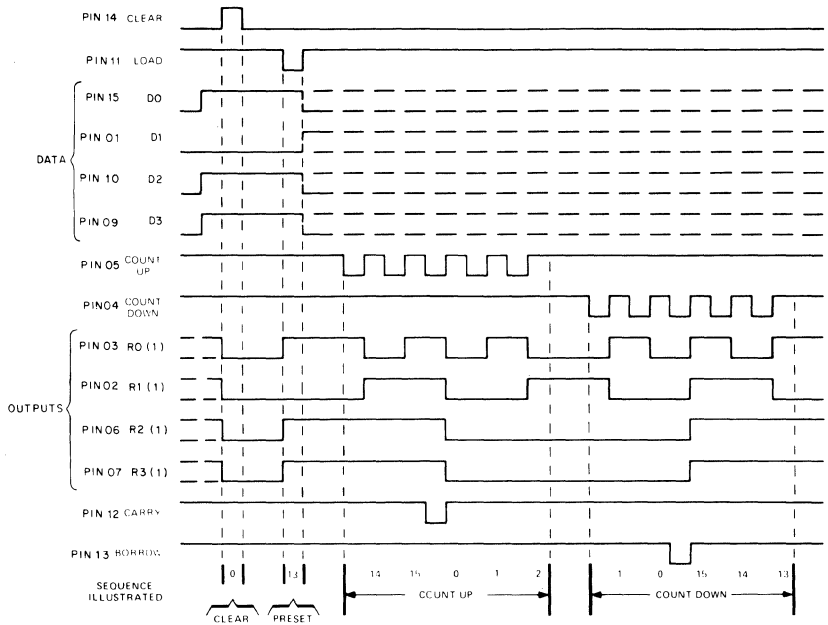 PIN 14 CLEAR
PIN 11 LOAD
PIN 15 D0
PIN 01 D1
DATA
PIN 10 D2
PIN 09 D3
PIN 05 COUNT UP
PIN 04 COUNT DOWN
PIN 03 R0 (1)
PIN 02 R1 (1)
OUTPUTS
PIN 06 R2 (1)
PIN 07 R3 (1)
PIN 12 CARRY
PIN 13 BORROW
SEQUENCE ILLUSTRATED
0 13 14 15 0 1 2 1 0 15 14 13
COUNT UP COUNT DOWN
CLEAR PRESET